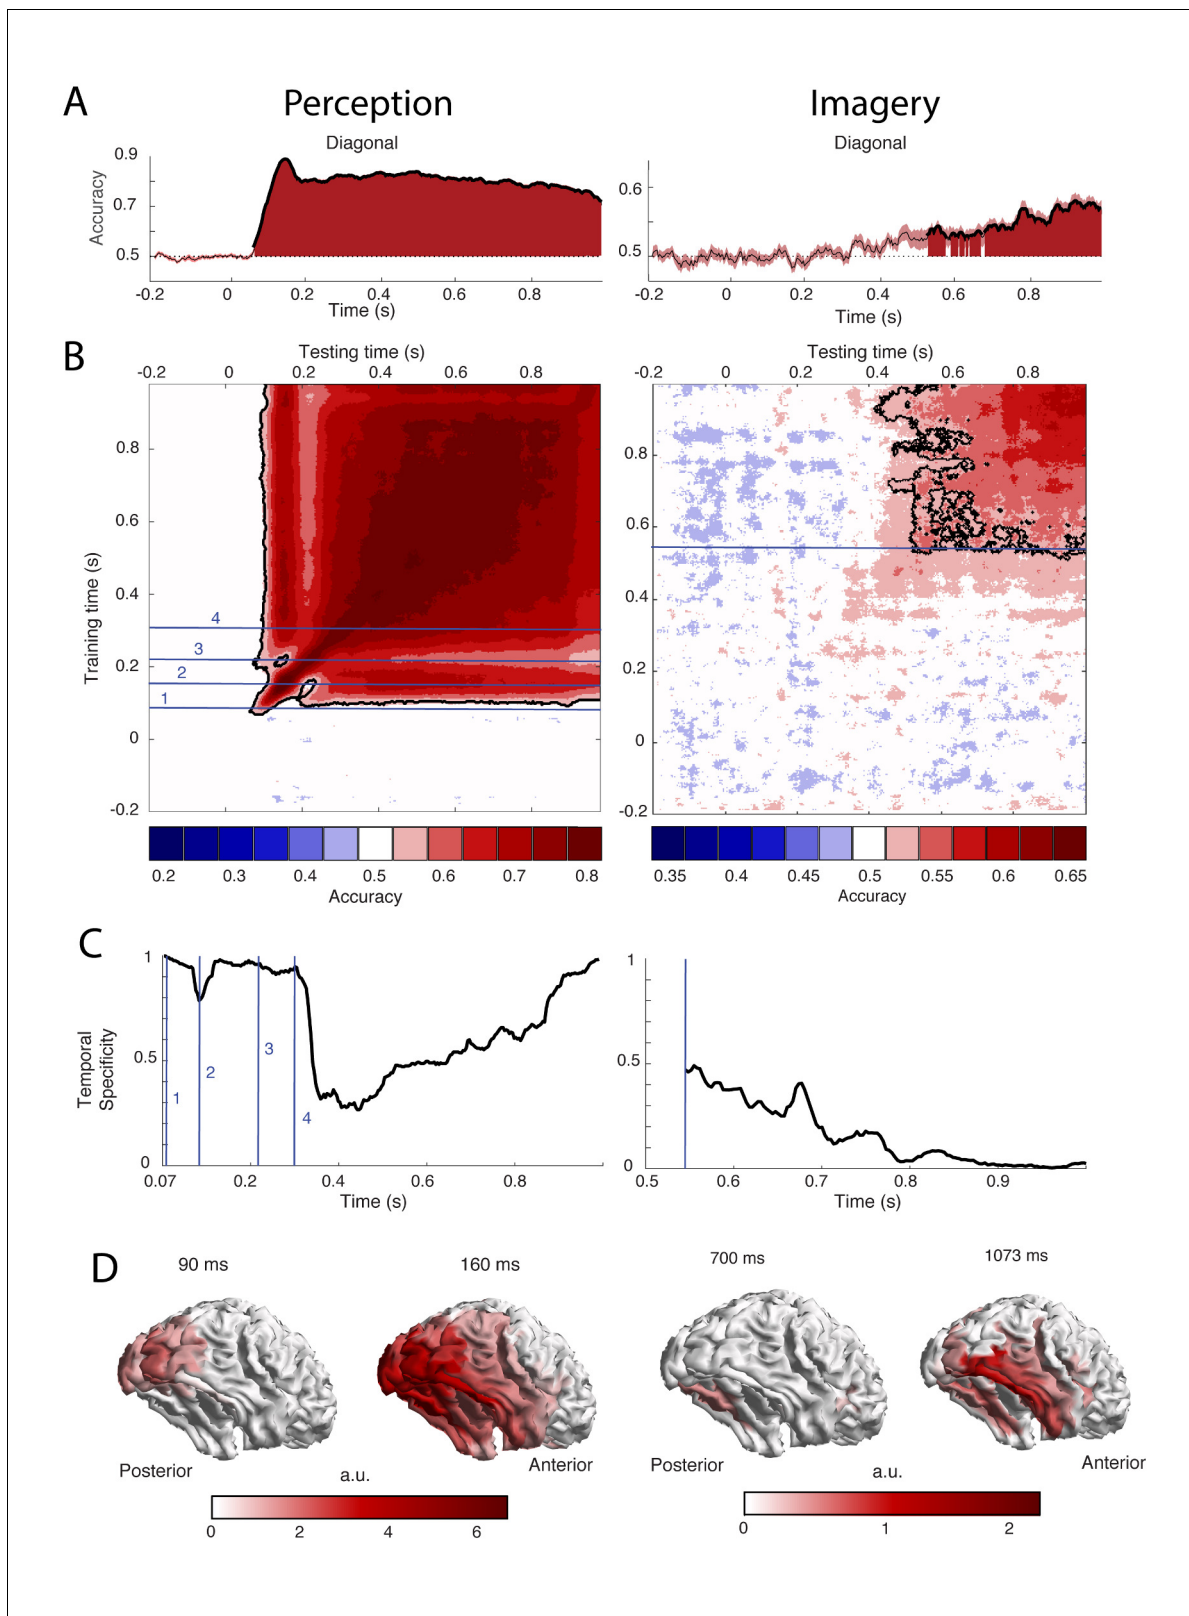 A
Perception
Imagery
Diagonal
Diagonal
Accuracy
0.9
0.7
0.5
0.6
0.5
-0.2 0 0.2 0.4 0.6 0.8
Time (s)
-0.2 0 0.2 0.4 0.6 0.8
Time (s)
B
Testing time (s)
-0.2 0 0.2 0.4 0.6 0.8
Testing time (s)
-0.2 0 0.2 0.4 0.6 0.8
Training time (s)
0.8
0.6
0.4
0.2
0
-0.2
4
3
2
1
0.8
0.6
0.4
0.2
0
-0.2
0.2 0.3 0.4 0.5 0.6 0.7 0.8
Accuracy
0.35 0.4 0.45 0.5 0.55 0.6 0.65
Accuracy
C
Temporal
Specificity
1
0.5
0
1
2
3
4
0.07 0.2 0.4 0.6 0.8
Time (s)
1
0.5
0
0.5 0.6 0.7 0.8 0.9
Time (s)
D
90 ms
160 ms
700 ms
1073 ms
Posterior
Anterior
Posterior
Anterior
a.u.
0 2 4 6
a.u.
0 1 2